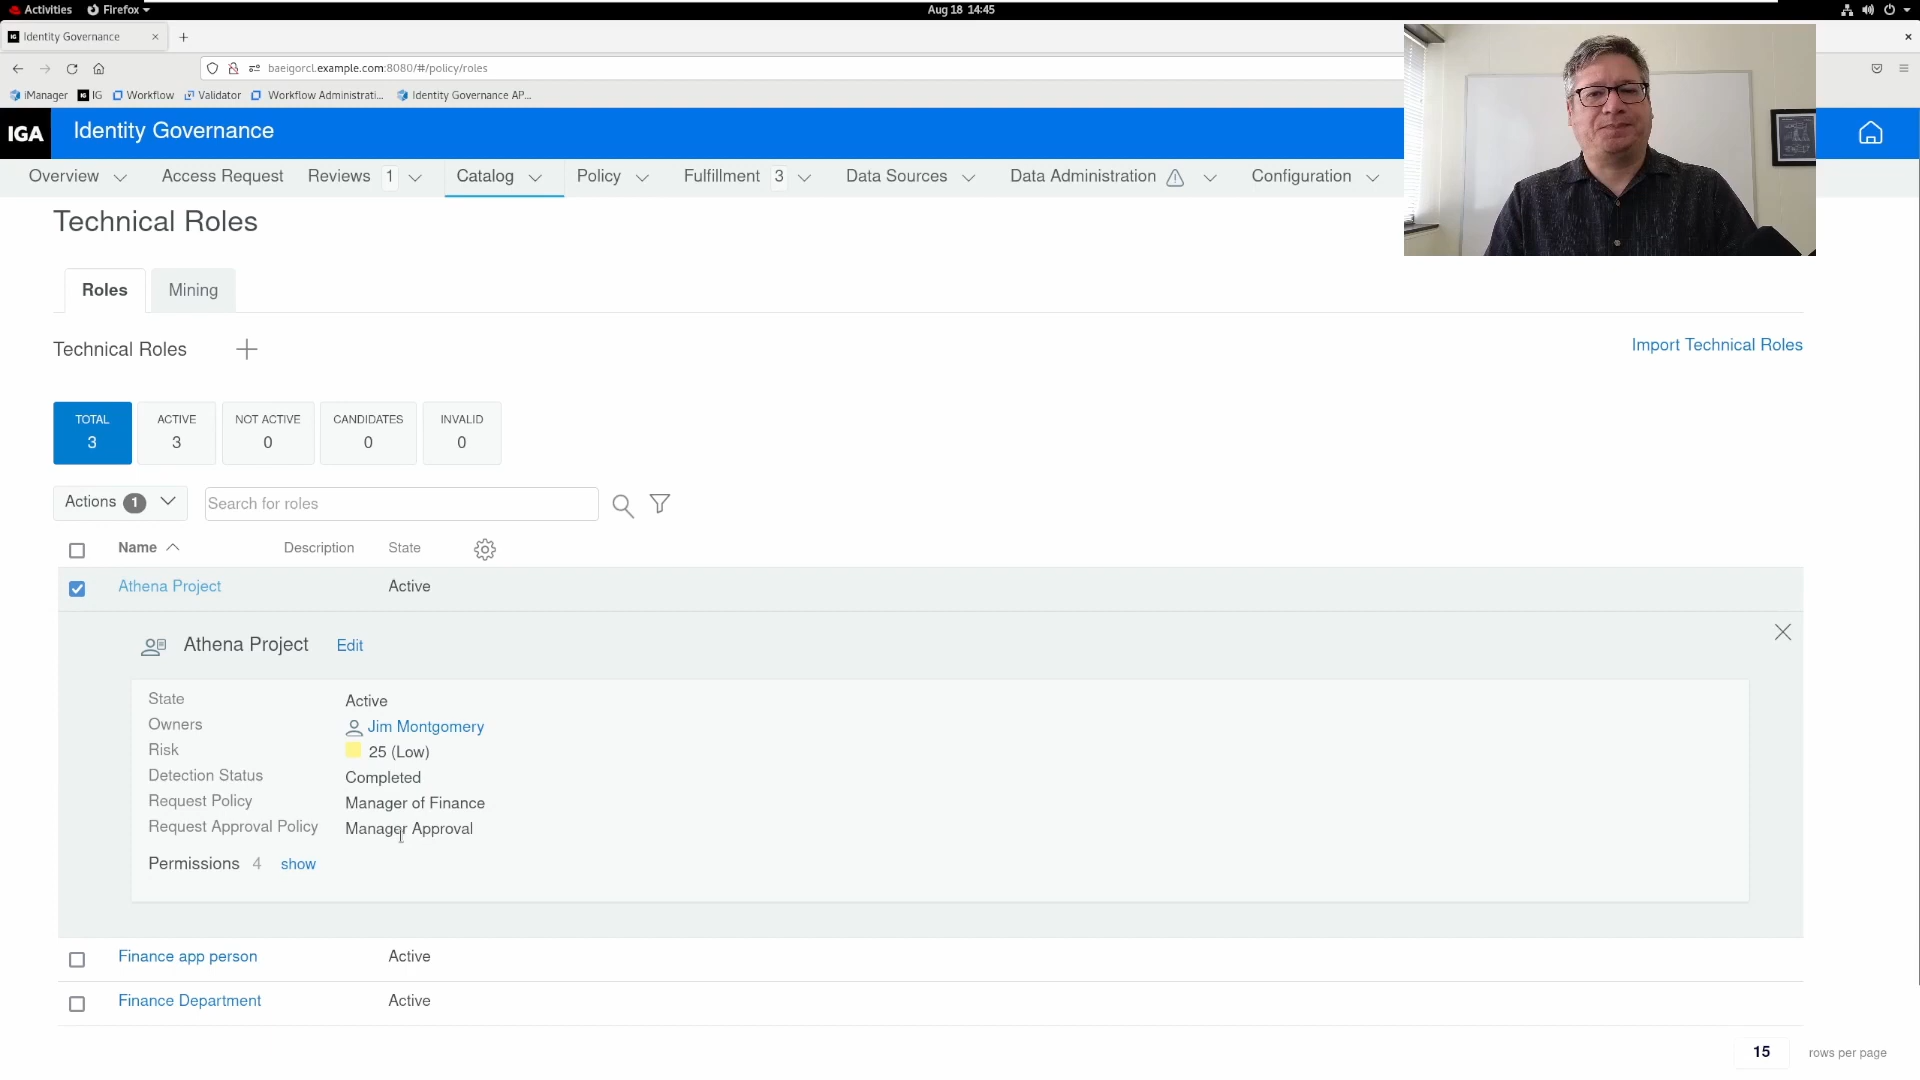 Activities Firefox Aug 18 14:45
Identity Governance
baeigorcl.example.com:8080/#/policy/roles
iManager IG Workflow Validator Workflow Administrati... Identity Governance AP...
IGA Identity Governance
Overview Access Request Reviews 1 Catalog Policy Fulfillment 3 Data Sources Data Administration Configuration
Technical Roles
Roles Mining
Technical Roles
Import Technical Roles
TOTAL ACTIVE NOT ACTIVE CANDIDATES INVALID
3 3 0 0 0
Actions 1 Search for roles
Name Description State
Athena Project Active
Athena Project Edit
State Active
Owners Jim Montgomery
Risk 25 (Low)
Detection Status Completed
Request Policy Manager of Finance
Request Approval Policy Manager Approval
Permissions 4 show
Finance app person Active
Finance Department Active
15 rows per page